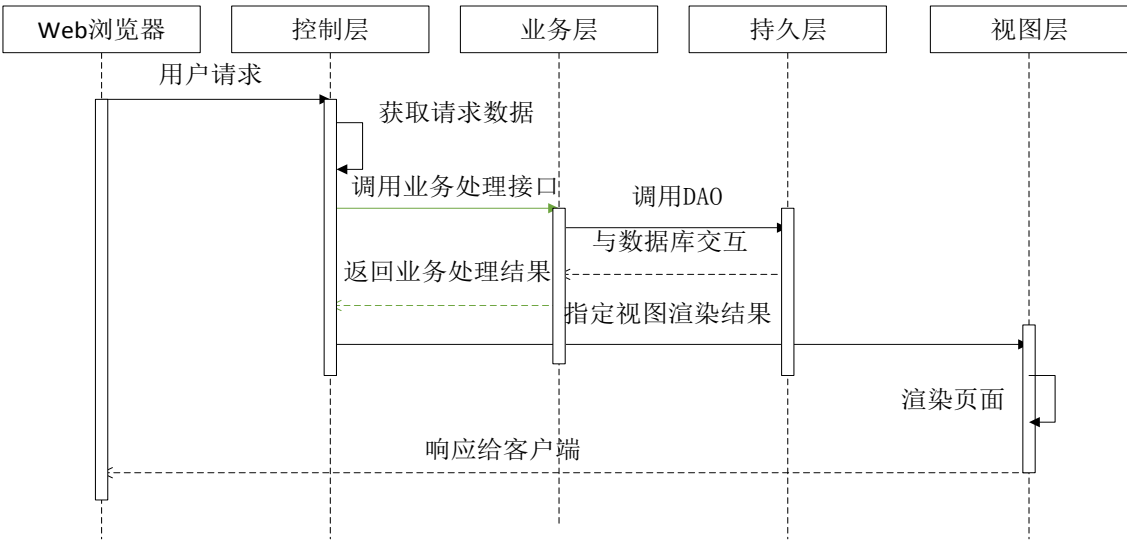 Web浏览器
控制层
业务层
持久层
视图层
用户请求
获取请求数据
调用业务处理接口
调用DAO
与数据库交互
返回业务处理结果
指定视图渲染结果
渲染页面
响应给客户端